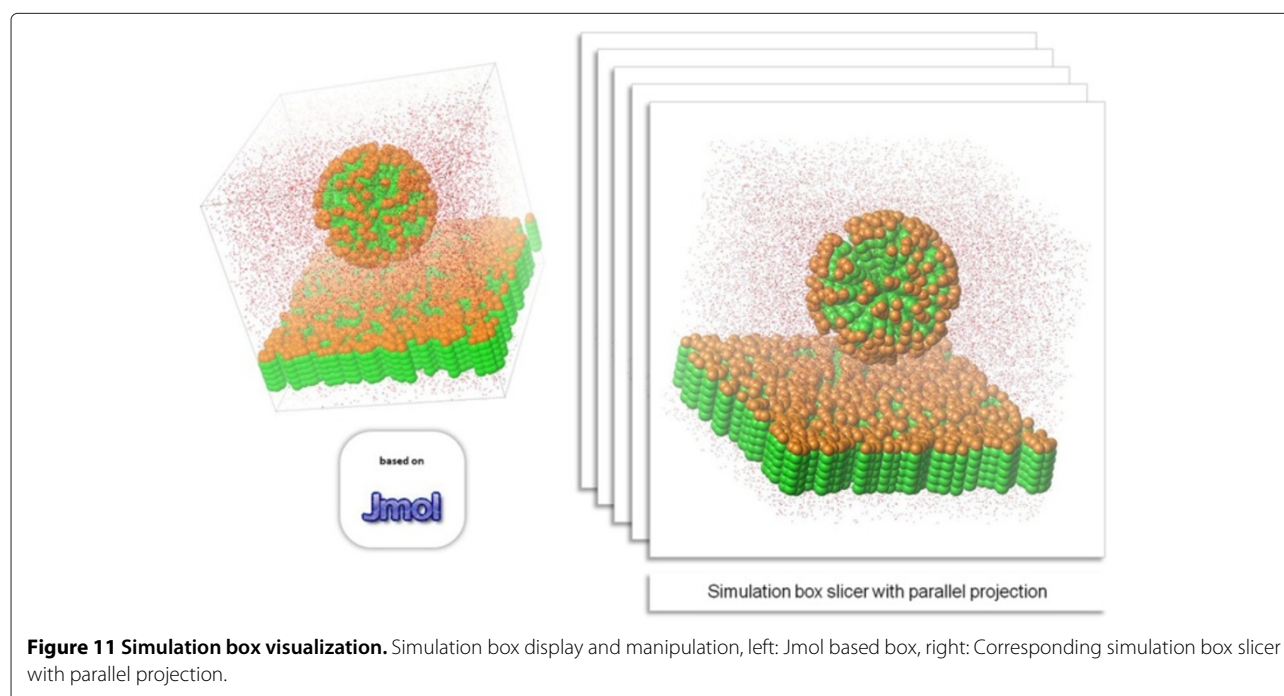 based on
Jmol
Simulation box slicer with parallel projection
Figure 11 Simulation box visualization. Simulation box display and manipulation, left: Jmol based box, right: Corresponding simulation box slicer
with parallel projection.